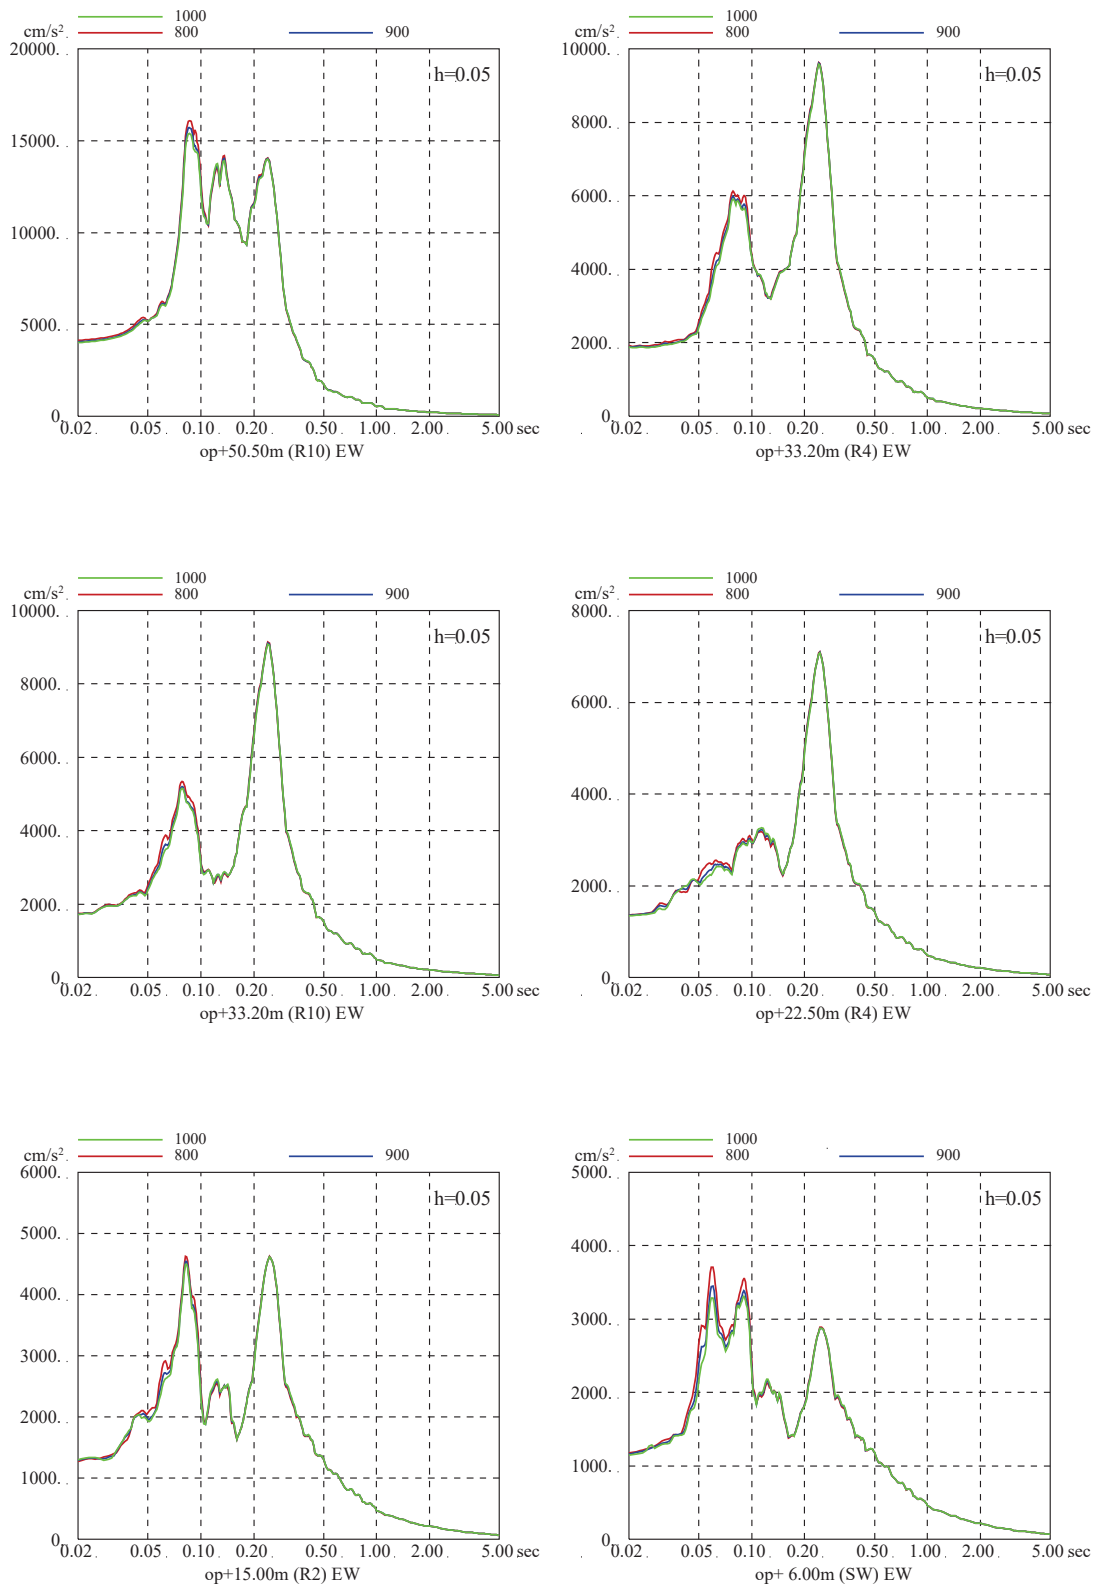 1000
cm/s². 800 900
20000.
h=0.05
15000.
10000.
5000.
0.
0.02 0.05 0.10 0.20 0.50 1.00 2.00 5.00 sec
op+50.50m (R10) EW
1000
cm/s². 800 900
10000.
h=0.05
8000.
6000.
4000.
2000.
0.
0.02 0.05 0.10 0.20 0.50 1.00 2.00 5.00 sec
op+33.20m (R4) EW
1000
cm/s². 800 900
10000.
h=0.05
8000.
6000.
4000.
2000.
0.
0.02 0.05 0.10 0.20 0.50 1.00 2.00 5.00 sec
op+33.20m (R10) EW
1000
cm/s². 800 900
8000.
h=0.05
6000.
4000.
2000.
0.
0.02 0.05 0.10 0.20 0.50 1.00 2.00 5.00 sec
op+22.50m (R4) EW
1000
cm/s². 800 900
6000.
h=0.05
5000.
4000.
3000.
2000.
1000.
0.
0.02 0.05 0.10 0.20 0.50 1.00 2.00 5.00 sec
op+15.00m (R2) EW
1000
cm/s². 800 900
5000.
h=0.05
4000.
3000.
2000.
1000.
0.
0.02 0.05 0.10 0.20 0.50 1.00 2.00 5.00 sec
op+ 6.00m (SW) EW